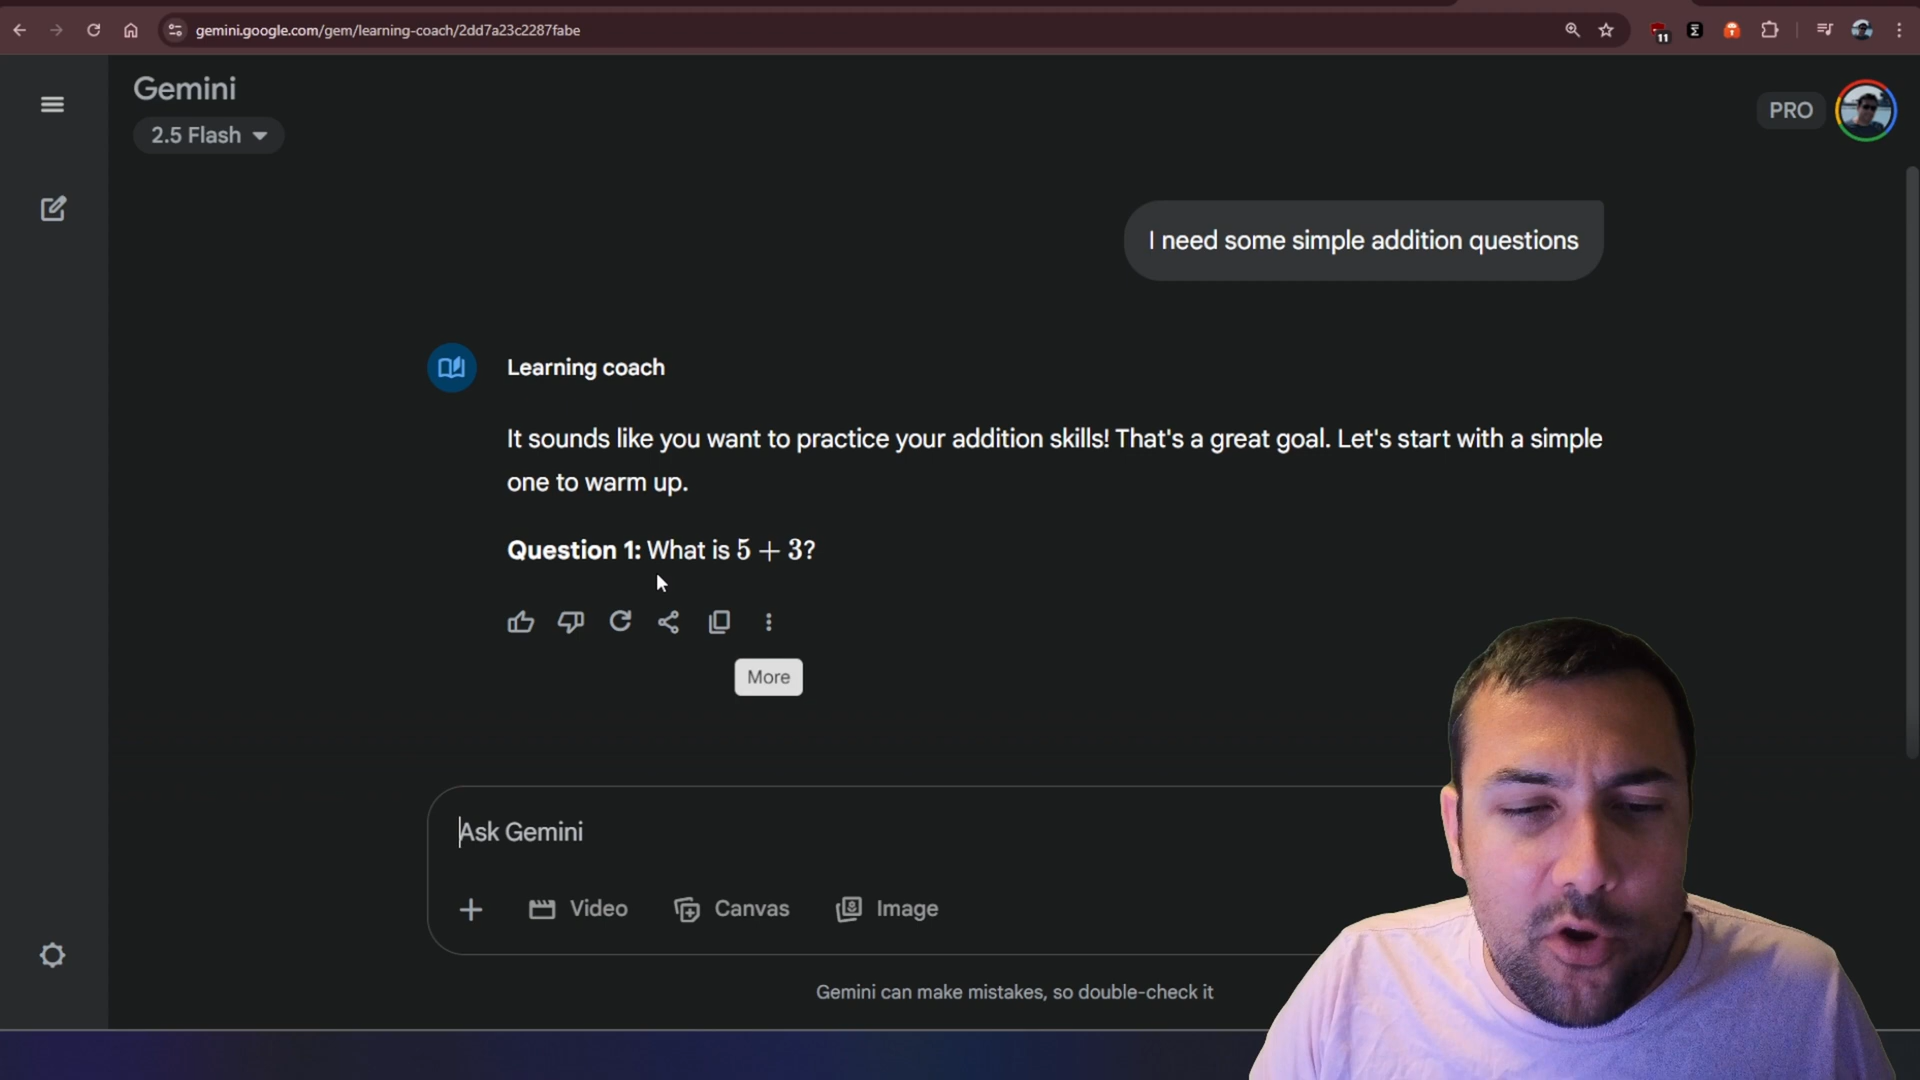 gemini.google.com/gem/learning-coach/2dd7a23c2287fabe
11
Gemini
2.5 Flash
PRO
I need some simple addition questions
Learning coach
It sounds like you want to practice your addition skills! That's a great goal. Let's start with a simple
one to warm up.
Question 1: What is 5 + 3?
More
Ask Gemini
Video
Canvas
Image
Gemini can make mistakes, so double-check it